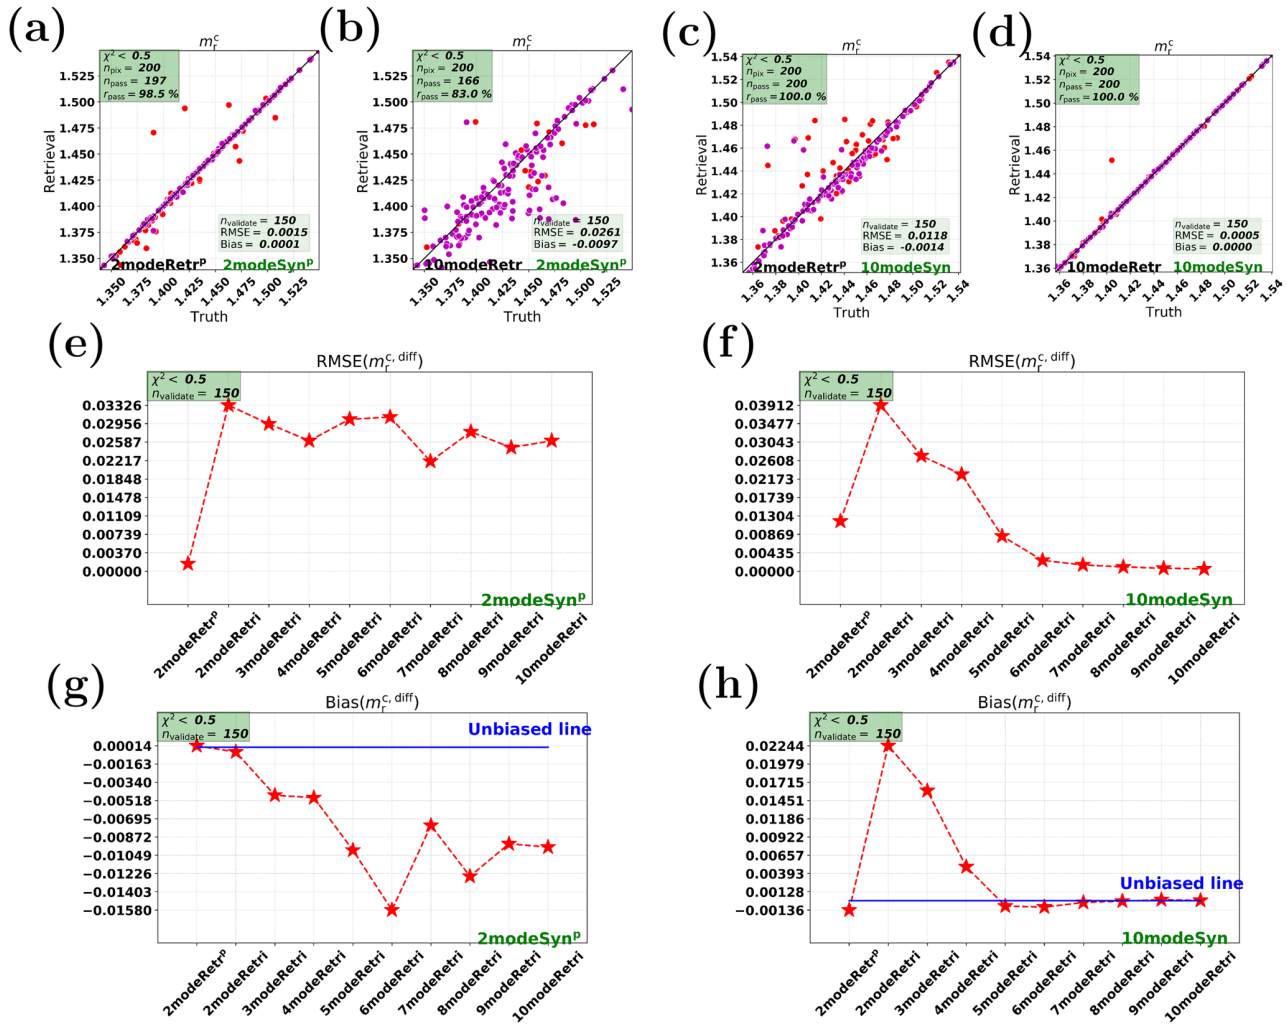 (a)
m_r^c
χ² < 0.5
n_pix = 200
n_pass = 197
r_pass = 98.5 %
1.525
1.500
1.475
1.450
1.425
1.400
1.375
1.350
Retrieval
n_validate = 150
RMSE = 0.0015
Bias = 0.0001
2modeRetr^p
2modeSyn^p
1.350
1.375
1.400
1.425
1.450
1.475
1.500
1.525
Truth
(b)
m_r^c
χ² < 0.5
n_pix = 200
n_pass = 166
r_pass = 83.0 %
1.525
1.500
1.475
1.450
1.425
1.400
1.375
1.350
Retrieval
n_validate = 150
RMSE = 0.0261
Bias = -0.0097
10modeRetr
2modeSyn^p
1.350
1.375
1.400
1.425
1.450
1.475
1.500
1.525
Truth
(c)
m_r^c
χ² < 0.5
n_pix = 200
n_pass = 200
r_pass = 100.0 %
1.54
1.52
1.50
1.48
1.46
1.44
1.42
1.40
1.38
1.36
Retrieval
n_validate = 150
RMSE = 0.0118
Bias = -0.0014
2modeRetr^p
10modeSyn
1.36
1.38
1.40
1.42
1.44
1.46
1.48
1.50
1.52
1.54
Truth
(d)
m_r^c
χ² < 0.5
n_pix = 200
n_pass = 200
r_pass = 100.0 %
1.54
1.52
1.50
1.48
1.46
1.44
1.42
1.40
1.38
1.36
Retrieval
n_validate = 150
RMSE = 0.0005
Bias = 0.0000
10modeRetr
10modeSyn
1.36
1.38
1.40
1.42
1.44
1.46
1.48
1.50
1.52
1.54
Truth
(e)
RMSE(m_r^{c, diff})
χ² < 0.5
n_validate = 150
0.03326
0.02956
0.02587
0.02217
0.01848
0.01478
0.01109
0.00739
0.00370
0.00000
2modeSyn^p
2modeRetr^p
2modeRetri
3modeRetri
4modeRetri
5modeRetri
6modeRetri
7modeRetri
8modeRetri
9modeRetri
10modeRetri
(f)
RMSE(m_r^{c, diff})
χ² < 0.5
n_validate = 150
0.03912
0.03477
0.03043
0.02608
0.02173
0.01739
0.01304
0.00869
0.00435
0.00000
10modeSyn
2modeRetr^p
2modeRetri
3modeRetri
4modeRetri
5modeRetri
6modeRetri
7modeRetri
8modeRetri
9modeRetri
10modeRetri
(g)
Bias(m_r^{c, diff})
χ² < 0.5
n_validate = 150
Unbiased line
0.00014
−0.00163
−0.00340
−0.00518
−0.00695
−0.00872
−0.01049
−0.01226
−0.01403
−0.01580
2modeSyn^p
2modeRetr^p
2modeRetri
3modeRetri
4modeRetri
5modeRetri
6modeRetri
7modeRetri
8modeRetri
9modeRetri
10modeRetri
(h)
Bias(m_r^{c, diff})
χ² < 0.5
n_validate = 150
0.02244
0.01979
0.01715
0.01451
0.01186
0.00922
0.00657
0.00393
0.00128
−0.00136
Unbiased line
10modeSyn
2modeRetr^p
2modeRetri
3modeRetri
4modeRetri
5modeRetri
6modeRetri
7modeRetri
8modeRetri
9modeRetri
10modeRetri